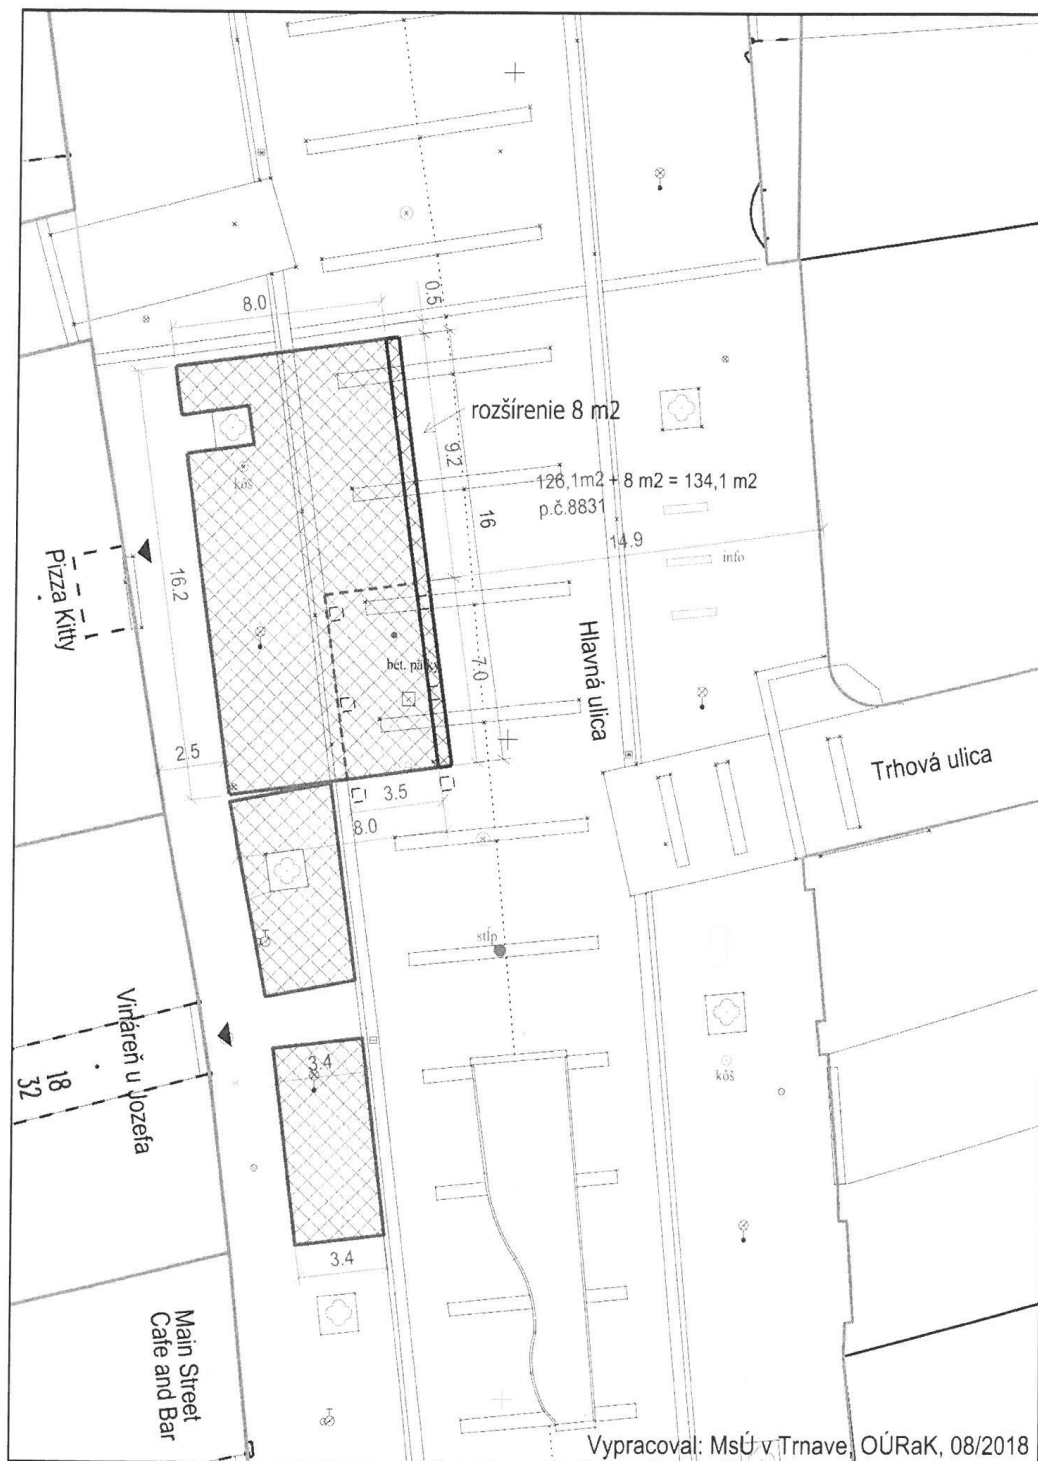 8.0
0.5
rozšírenie 8 m2
9.2
126,1m2 + 8 m2 = 134,1 m2
p.č.8831
kôš
16
14.9
info
Pizza Kitty
16.2
Hlavná ulica
bet. pätky
7.0
2.5
Trhová ulica
3.5
8.0
stĺp
Vináreň u Jozefa
18
32
3.4
kôš
3.4
Main Street
Cafe and Bar
Vypracoval: MsÚ v Trnave, OÚRaK, 08/2018